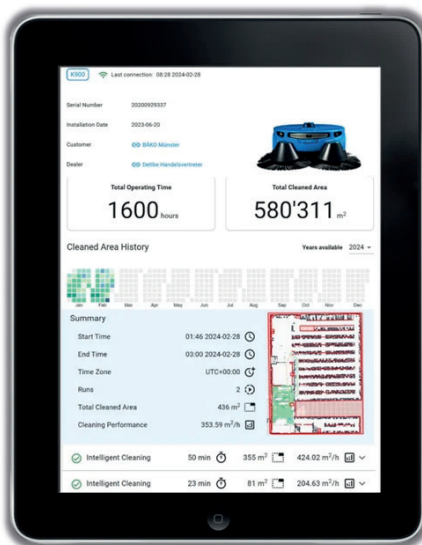 K900 Last connection: 08:28 2024-02-28
Serial Number 20200929337
Installation Date 2023-06-20
Customer BÄKO Münster
Dealer Dettbe Handelsvertreter
Total Operating Time
1600 hours
Total Cleaned Area
580'311 m²
Cleaned Area History Years available 2024
Jan Feb Mar Apr May Jun Jul Aug Sep Oct Nov Dec
Summary
Start Time 01:46 2024-02-28
End Time 03:00 2024-02-28
Time Zone UTC+00:00
Runs 2
Total Cleaned Area 436 m²
Cleaning Performance 353.59 m²/h
Intelligent Cleaning 50 min 355 m² 424.02 m²/h
Intelligent Cleaning 23 min 81 m² 204.63 m²/h